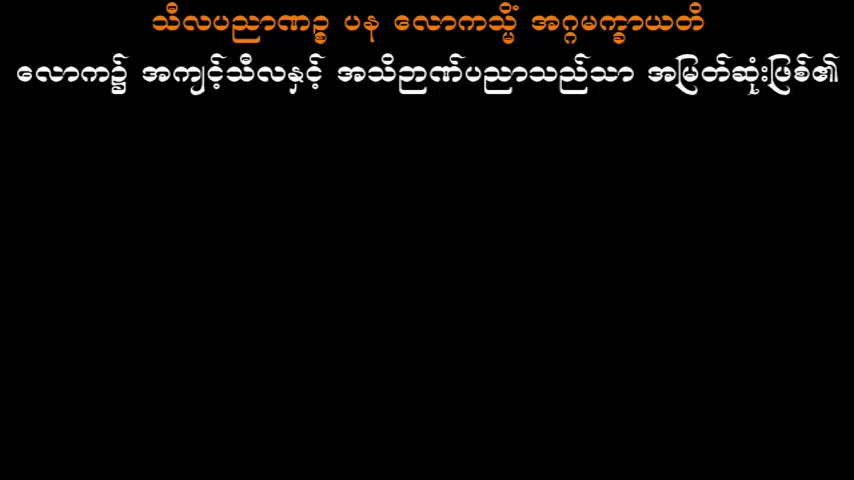 သီလပညာဏဉ္စ ပန လောကသ္မိံ အဂ္ဂမက္ခာယတိ
လောက၌ အကျင့်သီလနှင့် အသိဉာဏ်ပညာသည်သာ အမြတ်ဆုံးဖြစ်၏